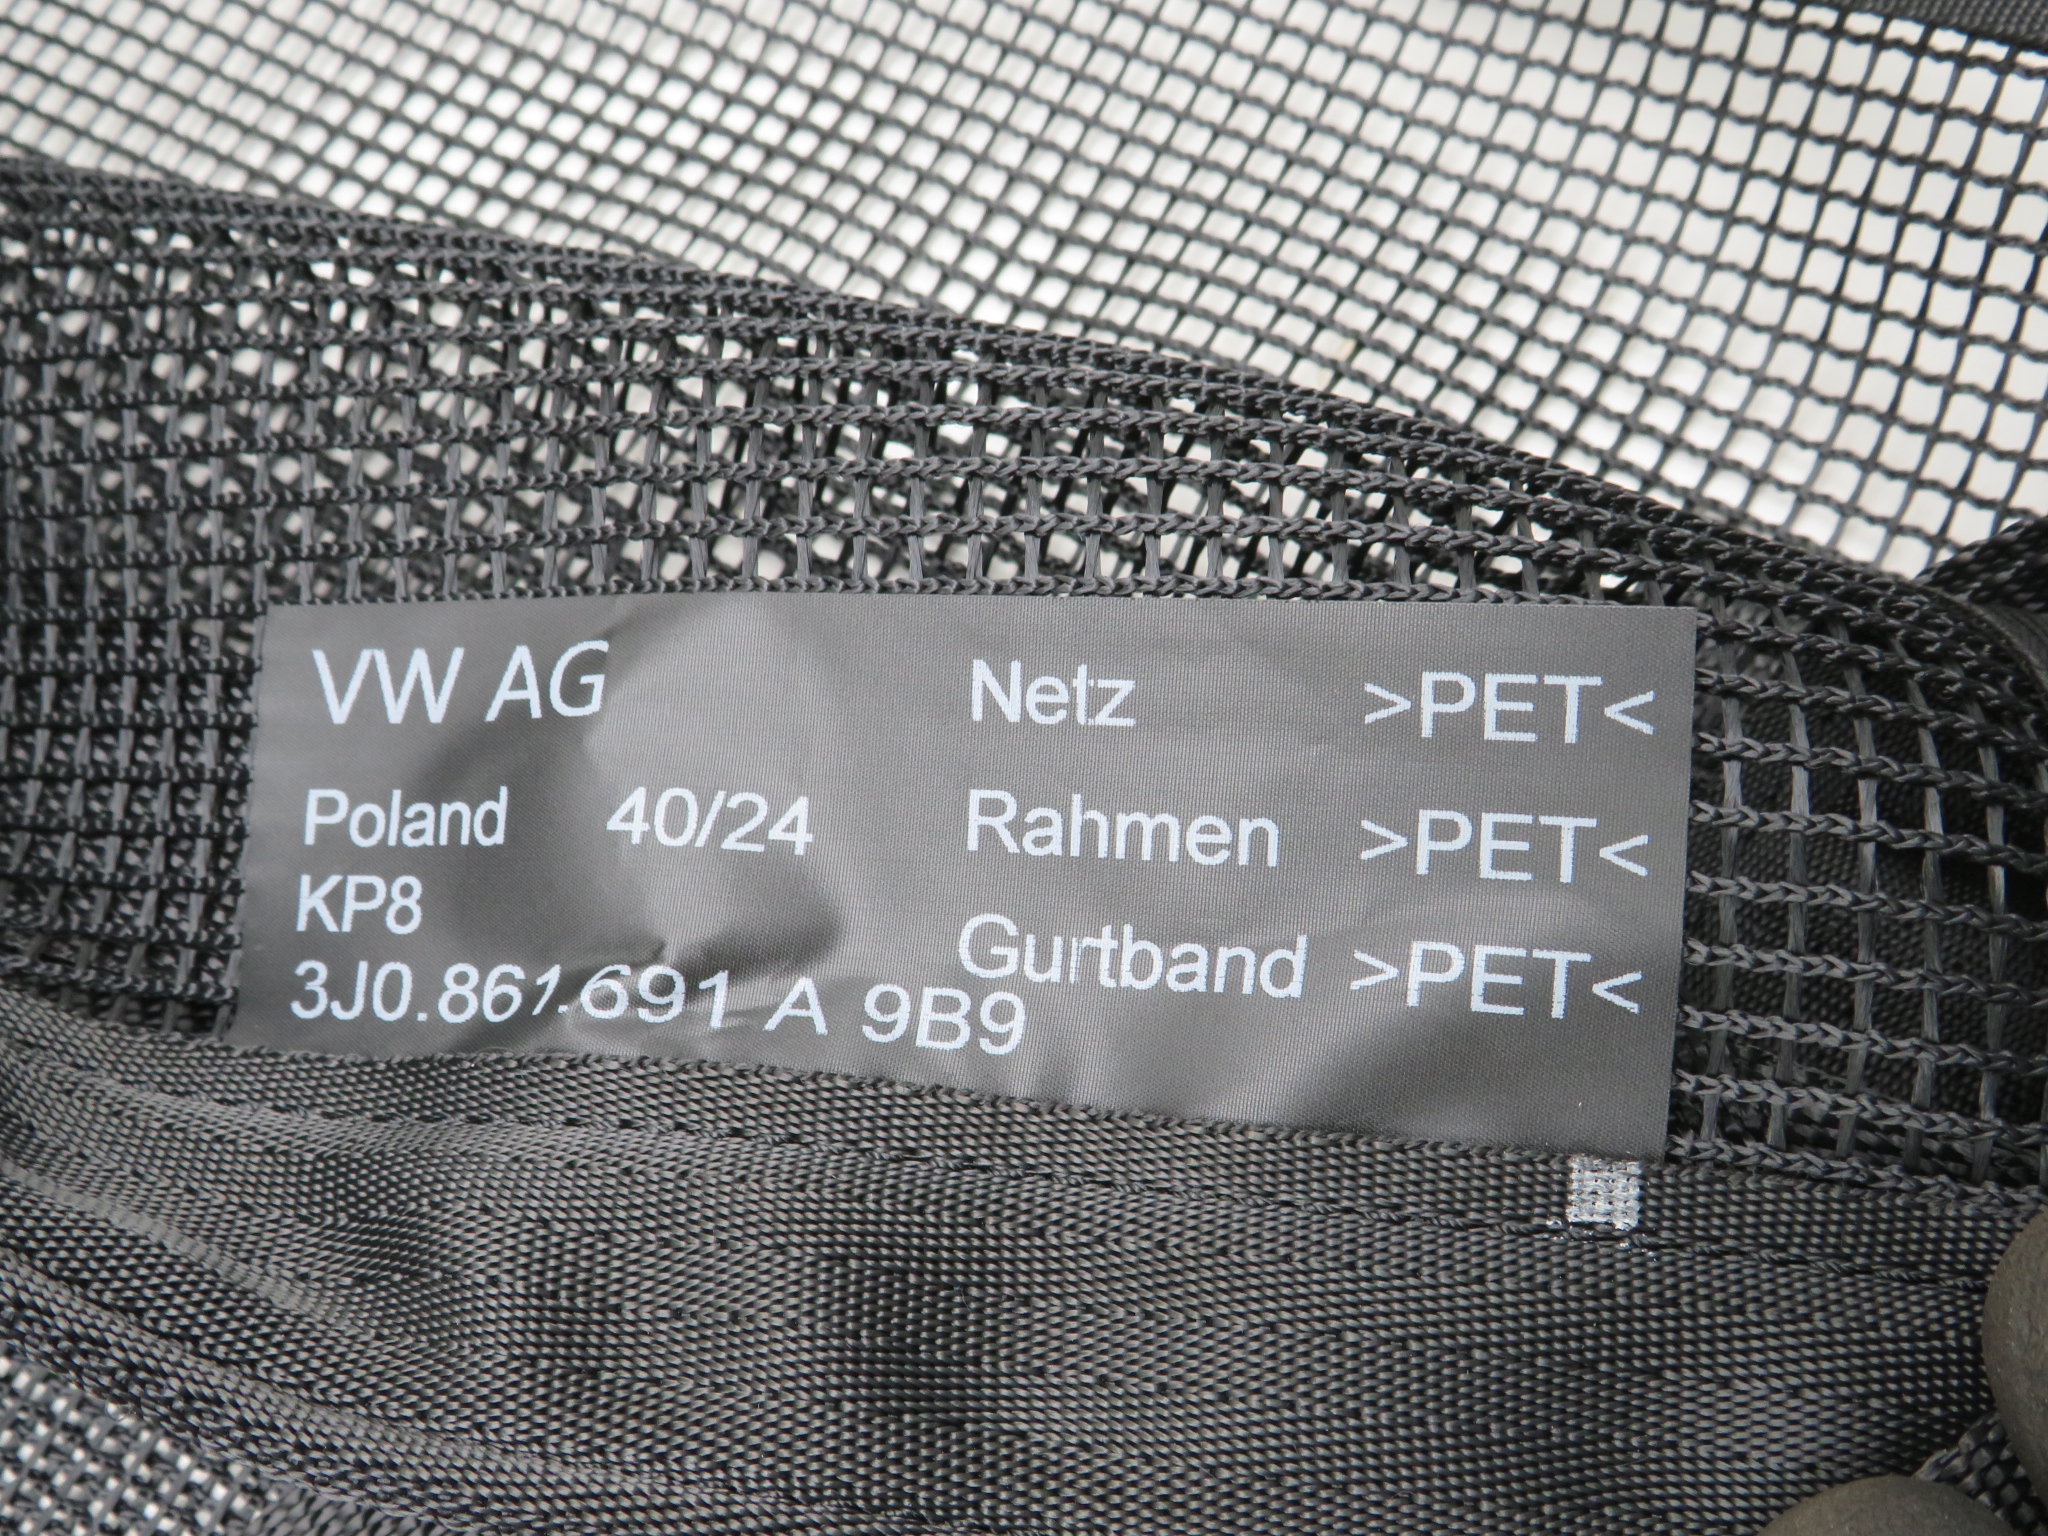 VW AG
Poland 40/24
KP8
3J0.861.691 A 9B9
Netz >PET<
Rahmen >PET<
Gurtband >PET<